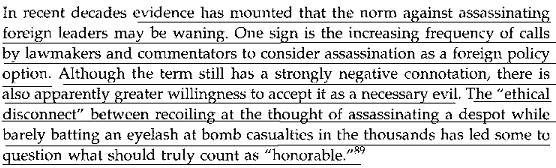 In recent decades evidence has mounted that the norm against assassinating
foreign leaders may be waning. One sign is the increasing frequency of calls
by lawmakers and commentators to consider assassination as a foreign policy
option. Although the term still has a strongly negative connotation, there is
also apparently greater willingness to accept it as a necessary evil. The "ethical
disconnect" between recoiling at the thought of assassinating a despot while
barely batting an eyelash at bomb casualties in the thousands has led some to
question what should truly count as "honorable."89